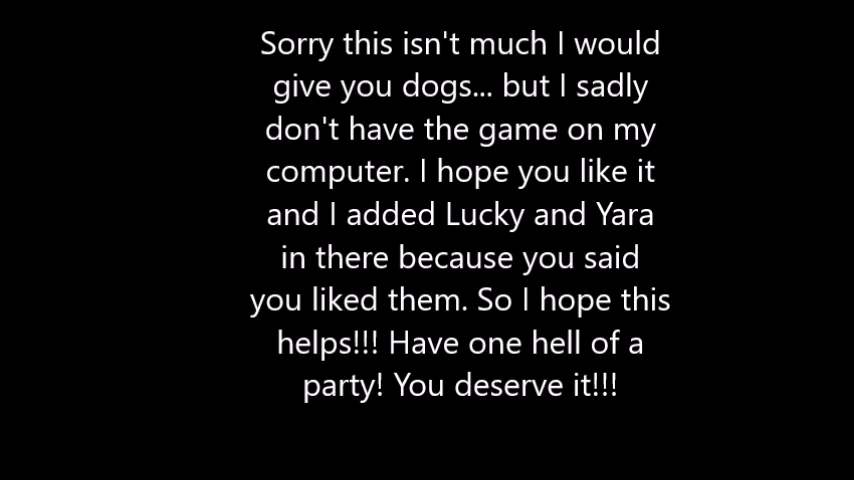 Sorry this isn't much I would
give you dogs... but I sadly
don't have the game on my
computer. I hope you like it
and I added Lucky and Yara
in there because you said
you liked them. So I hope this
helps!!! Have one hell of a
party! You deserve it!!!